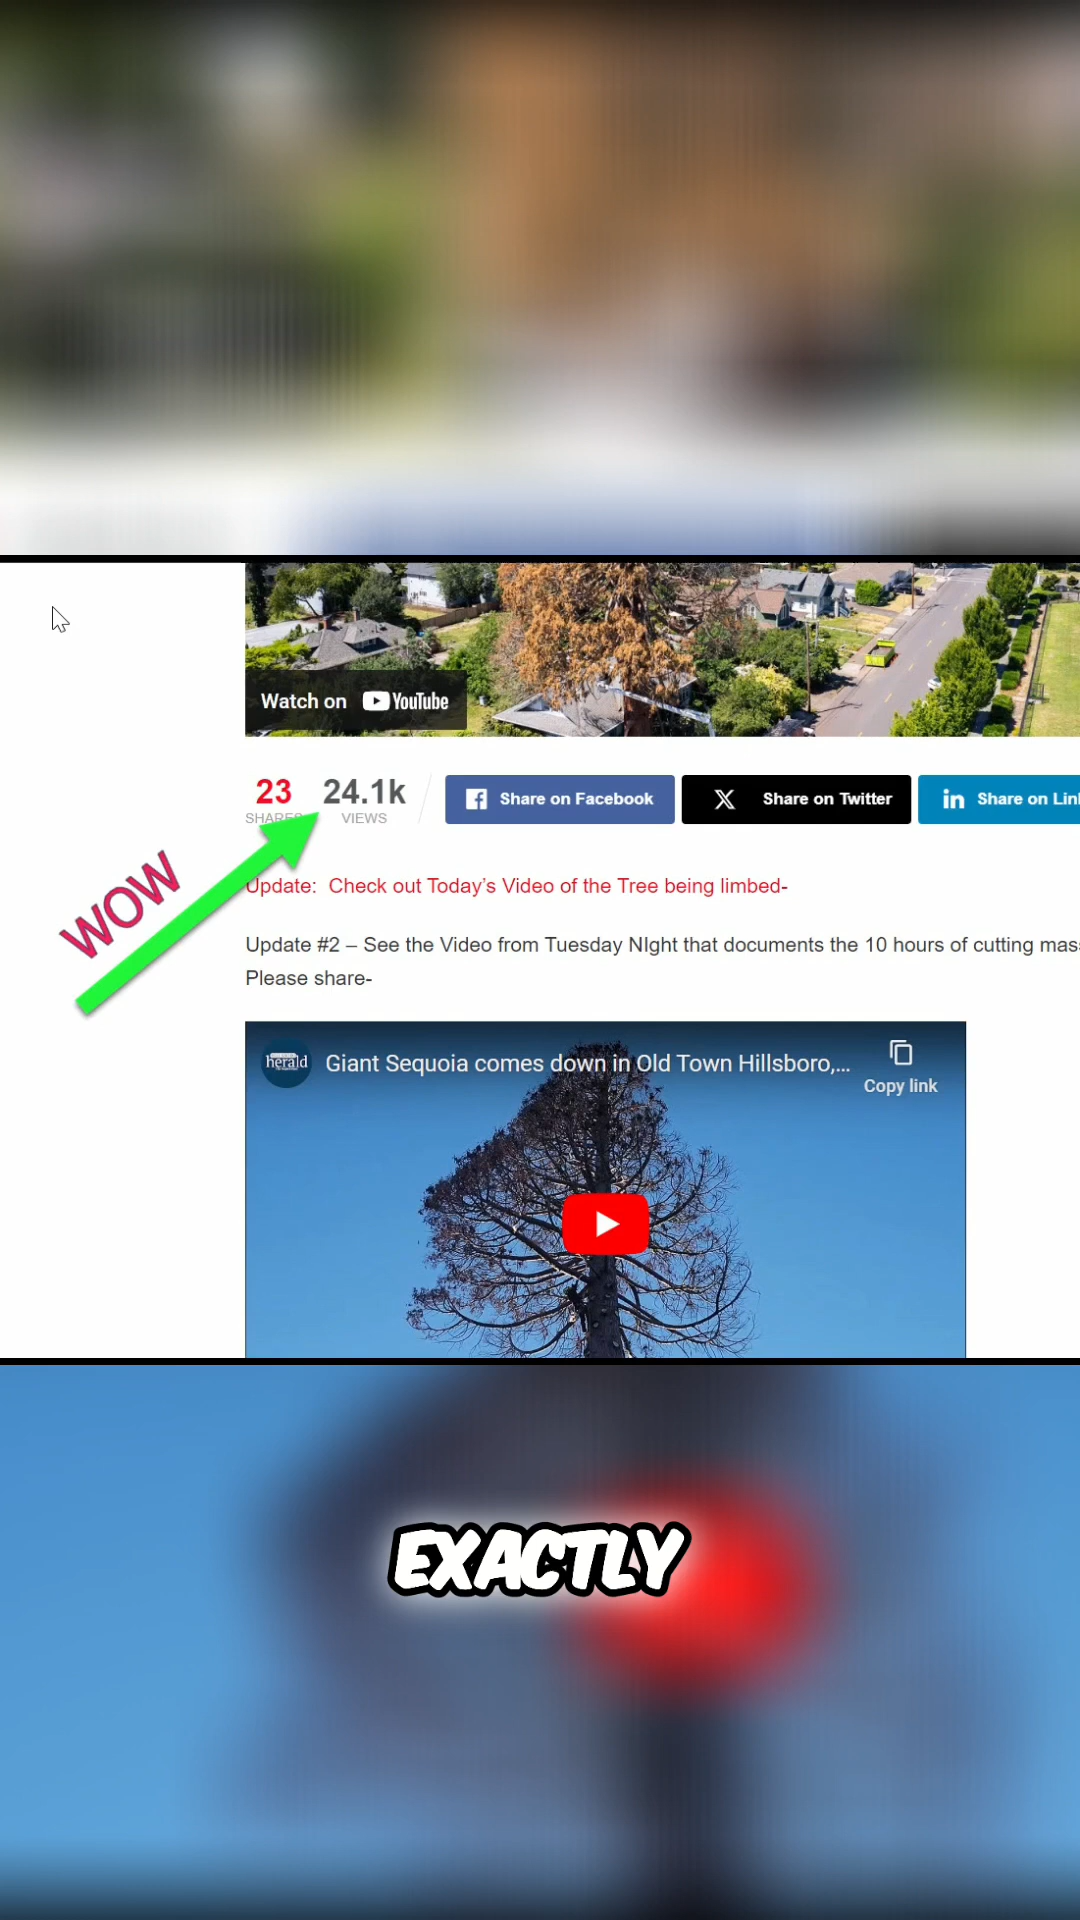 Watch on YouTube
23
SHARES
24.1k
VIEWS
Share on Facebook
Share on Twitter
Share on Lin
WOW
Update: Check out Today's Video of the Tree being limbed-
Update #2 – See the Video from Tuesday NIght that documents the 10 hours of cutting mas
Please share-
herald
Giant Sequoia comes down in Old Town Hillsboro,...
Copy link
EXACTLY